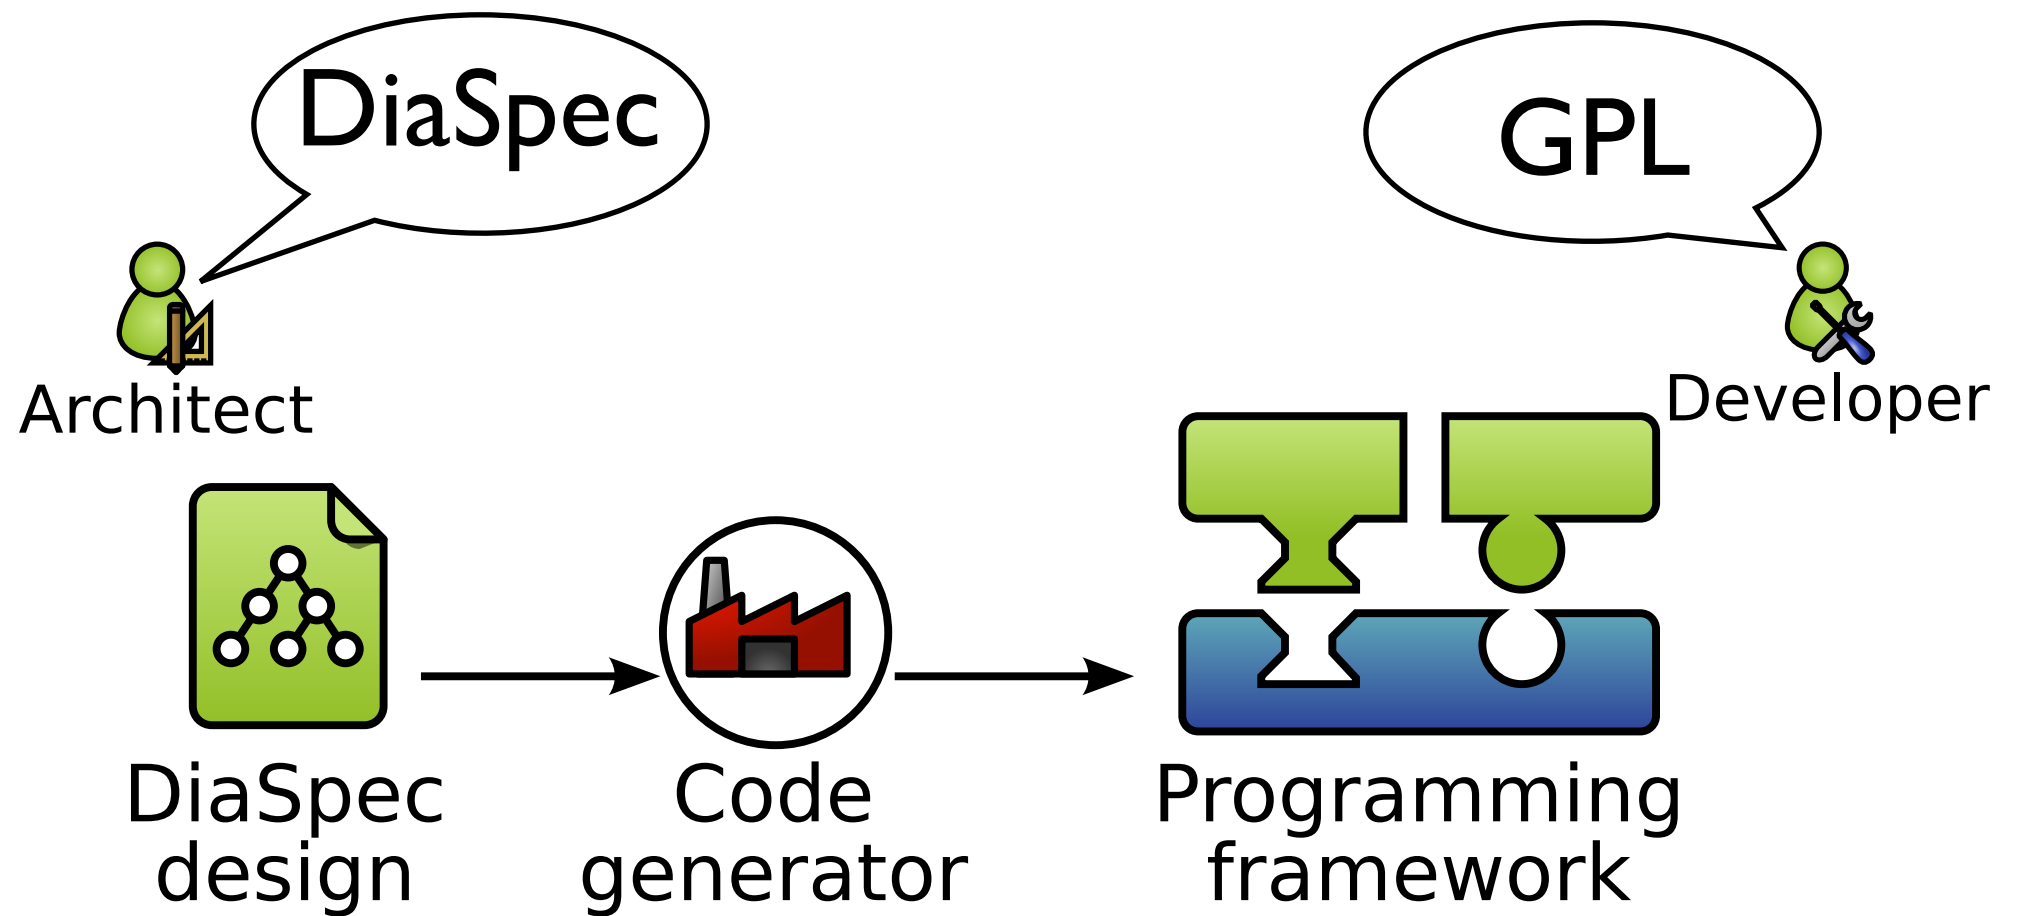 DiaSpec
GPL
Architect
Developer
DiaSpec
design
Code
generator
Programming
framework